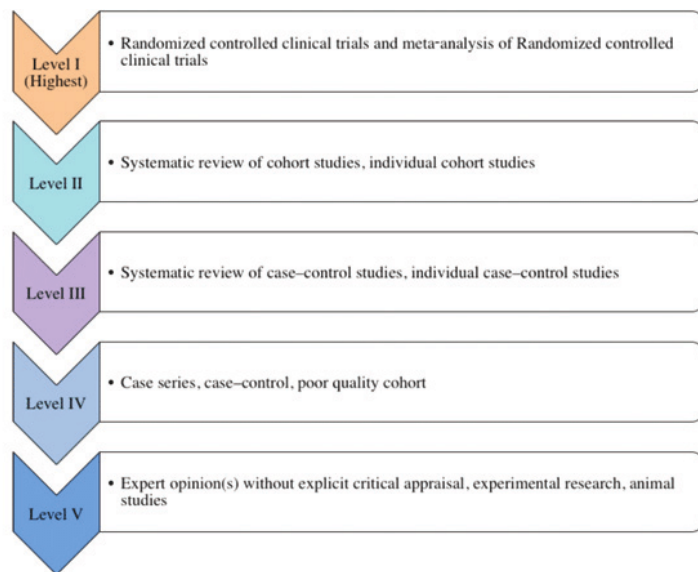 Level I
(Highest)
• Randomized controlled clinical trials and meta-analysis of Randomized controlled
clinical trials
Level II
• Systematic review of cohort studies, individual cohort studies
Level III
• Systematic review of case–control studies, individual case–control studies
Level IV
• Case series, case–control, poor quality cohort
Level V
• Expert opinion(s) without explicit critical appraisal, experimental research, animal
studies